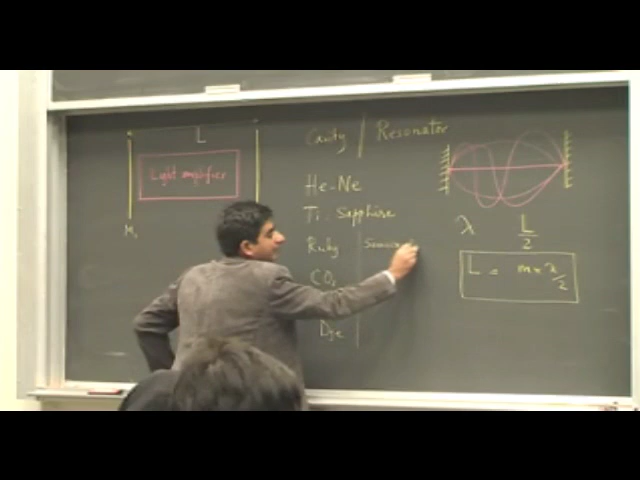 L
Light amplifier
M₁
Cavity / Resonator
He-Ne
Ti: Sapphire
Ruby
CO₂
Dye
λ
L/2
L = m × λ/2